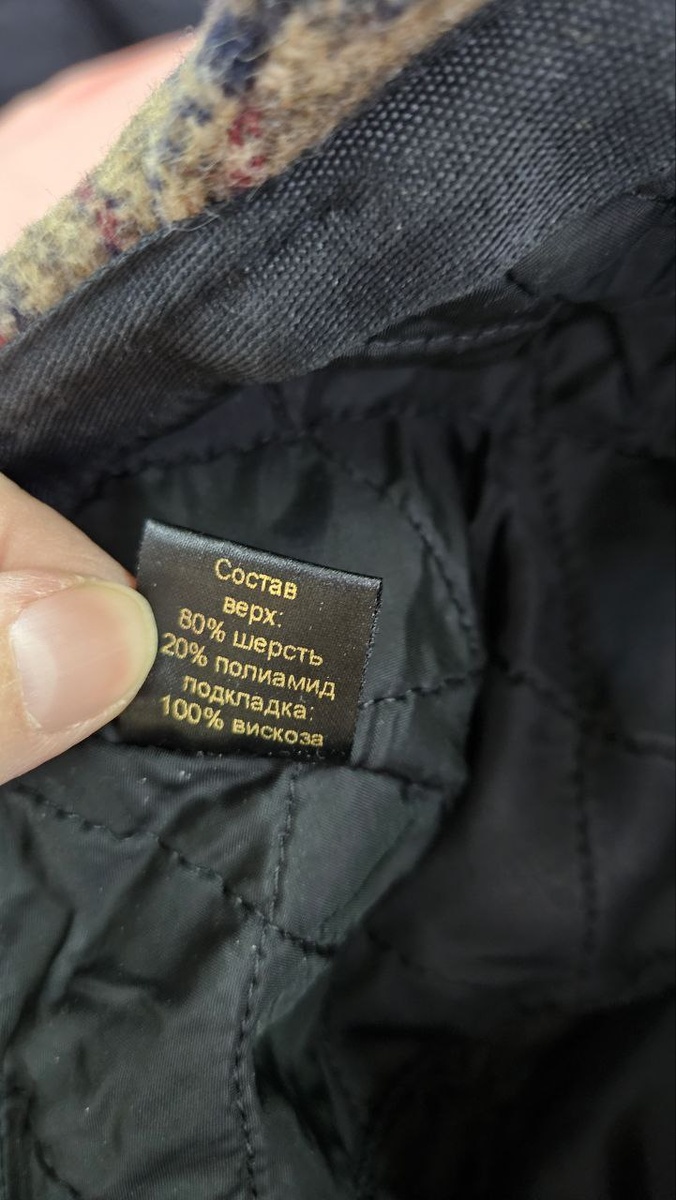 Состав
верх:
80% шерсть
20% полиамид
подкладка:
100% вискоза